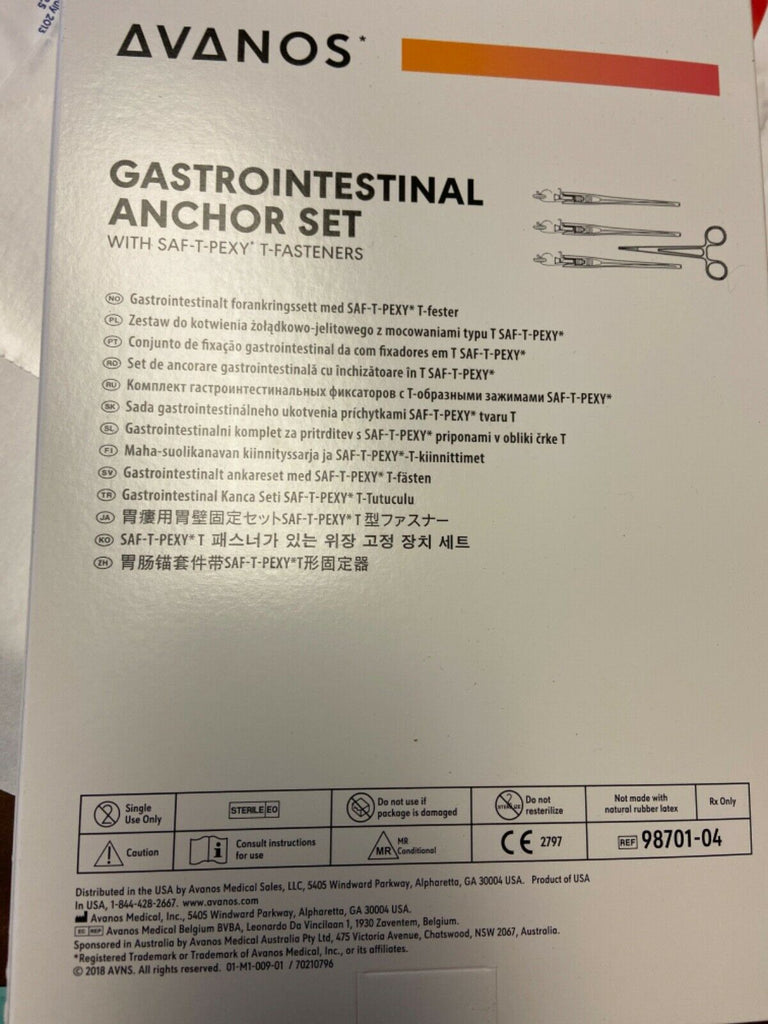 AVANOS*
GASTROINTESTINAL
ANCHOR SET
WITH SAF-T-PEXY* T-FASTENERS
NO Gastrointestinalt forankringssett med SAF-T-PEXY* T-fester
PL Zestaw do kotwienia żołądkowo-jelitowego z mocowaniami typu T SAF-T-PEXY*
PT Conjunto de fixação gastrointestinal da com fixadores em T SAF-T-PEXY*
RO Set de ancorare gastrointestinală cu închizătoare în T SAF-T-PEXY*
RU Комплект гастроинтестинальных фиксаторов с Т-образными зажимами SAF-T-PEXY*
SK Sada gastrointestinálneho ukotvenia príchytkami SAF-T-PEXY* tvaru T
SL Gastrointestinalni komplet za pritrditev s SAF-T-PEXY* priponami v obliki črke T
FI Maha-suolikanavan kiinnityssarja ja SAF-T-PEXY*-T-kiinnittimet
SV Gastrointestinalt ankareset med SAF-T-PEXY* T-fästen
TR Gastrointestinal Kanca Seti SAF-T-PEXY* T-Tutuculu
JA 胃瘻用胃壁固定セットSAF-T-PEXY* T 型ファスナー
KO SAF-T-PEXY* T 패스너가 있는 위장 고정 장치 세트
ZH 胃肠锚套件带SAF-T-PEXY*T形固定器
Single Use Only
STERILE EO
Do not use if package is damaged
STERILIZE Do not resterilize
Not made with natural rubber latex
Rx Only
Caution
Consult instructions for use
MR MR Conditional
CE 2797
REF 98701-04
Distributed in the USA by Avanos Medical Sales, LLC, 5405 Windward Parkway, Alpharetta, GA 30004 USA. Product of USA
In USA, 1-844-428-2667. www.avanos.com
Avanos Medical, Inc., 5405 Windward Parkway, Alpharetta, GA 30004 USA.
EC REP Avanos Medical Belgium BVBA, Leonardo Da Vincilaan 1, 1930 Zaventem, Belgium.
Sponsored in Australia by Avanos Medical Australia Pty Ltd, 475 Victoria Avenue, Chatswood, NSW 2067, Australia.
*Registered Trademark or Trademark of Avanos Medical, Inc., or its affiliates.
© 2018 AVNS. All rights reserved. 01-M1-009-01 / 70210796